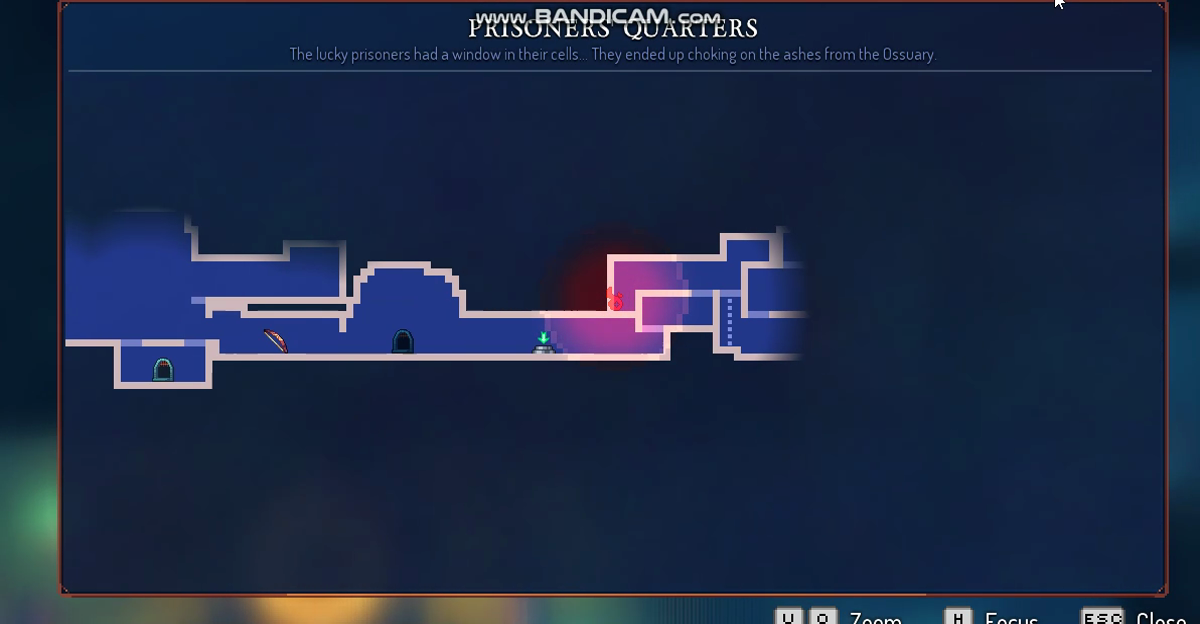 www.BANDICAM.com
PRISONERS' QUARTERS
The lucky prisoners had a window in their cells... They ended up choking on the ashes from the Ossuary.
Zoom
Focus
ESC Close